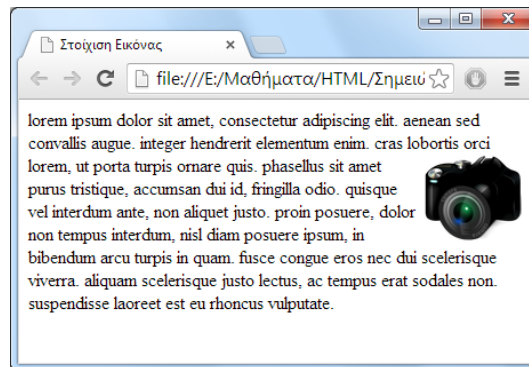 Στοίχιση Εικόνας
file:///E:/Μαθήματα/HTML/Σημειώ
lorem ipsum dolor sit amet, consectetur adipiscing elit. aenean sed
convallis augue. integer hendrerit elementum enim. cras lobortis orci
lorem, ut porta turpis ornare quis. phasellus sit amet
purus tristique, accumsan dui id, fringilla odio. quisque
vel interdum ante, non aliquet justo. proin posuere, dolor
non tempus interdum, nisl diam posuere ipsum, in
bibendum arcu turpis in quam. fusce congue eros nec dui scelerisque
viverra. aliquam scelerisque justo lectus, ac tempus erat sodales non.
suspendisse laoreet est eu rhoncus vulputate.